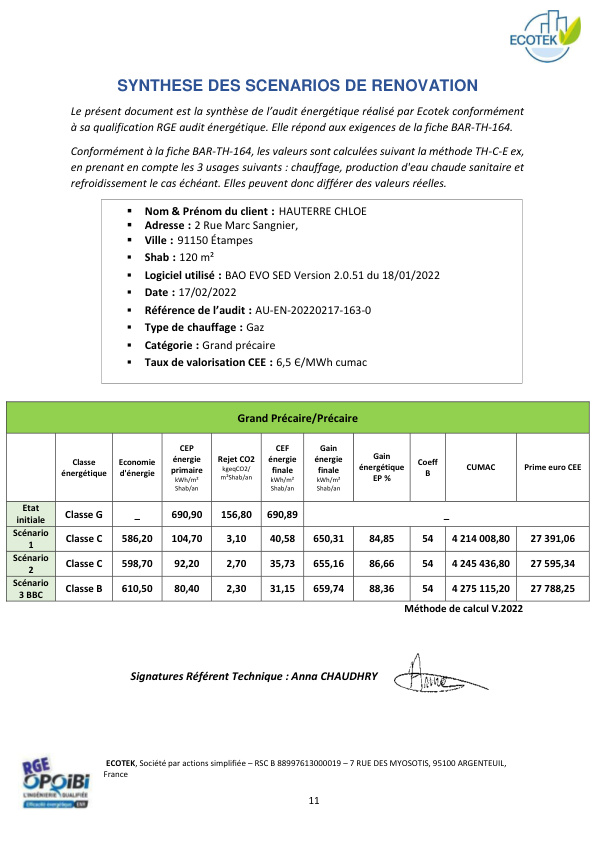 ECOTEK
SYNTHESE DES SCENARIOS DE RENOVATION
Le présent document est la synthèse de l'audit énergétique réalisé par Ecotek conformément
à sa qualification RGE audit énergétique. Elle répond aux exigences de la fiche BAR-TH-164.
Conformément à la fiche BAR-TH-164, les valeurs sont calculées suivant la méthode TH-C-E ex,
en prenant en compte les 3 usages suivants : chauffage, production d'eau chaude sanitaire et
refroidissement le cas échéant. Elles peuvent donc différer des valeurs réelles.
▪ Nom & Prénom du client : HAUTERRE CHLOE
▪ Adresse : 2 Rue Marc Sangnier,
▪ Ville : 91150 Étampes
▪ Shab : 120 m²
▪ Logiciel utilisé : BAO EVO SED Version 2.0.51 du 18/01/2022
▪ Date : 17/02/2022
▪ Référence de l'audit : AU-EN-20220217-163-0
▪ Type de chauffage : Gaz
▪ Catégorie : Grand précaire
▪ Taux de valorisation CEE : 6,5 €/MWh cumac
Grand Précaire/Précaire
Classe énergétique | Economie d'énergie | CEP énergie primaire kWh/m² Shab/an | Rejet CO2 kgeqCO2/m²Shab/an | CEF énergie finale kWh/m² Shab/an | Gain énergie finale kWh/m² Shab/an | Gain énergétique EP % | Coeff B | CUMAC | Prime euro CEE
Etat initiale | Classe G | _ | 690,90 | 156,80 | 690,89 | _
Scénario 1 | Classe C | 586,20 | 104,70 | 3,10 | 40,58 | 650,31 | 84,85 | 54 | 4 214 008,80 | 27 391,06
Scénario 2 | Classe C | 598,70 | 92,20 | 2,70 | 35,73 | 655,16 | 86,66 | 54 | 4 245 436,80 | 27 595,34
Scénario 3 BBC | Classe B | 610,50 | 80,40 | 2,30 | 31,15 | 659,74 | 88,36 | 54 | 4 275 115,20 | 27 788,25
Méthode de calcul V.2022
Signatures Référent Technique : Anna CHAUDHRY
RGE
OPQIBI
L'INGÉNIERIE QUALIFIÉE
Efficacité énergétique
ECOTEK, Société par actions simplifiée – RSC B 88997613000019 – 7 RUE DES MYOSOTIS, 95100 ARGENTEUIL,
France
11